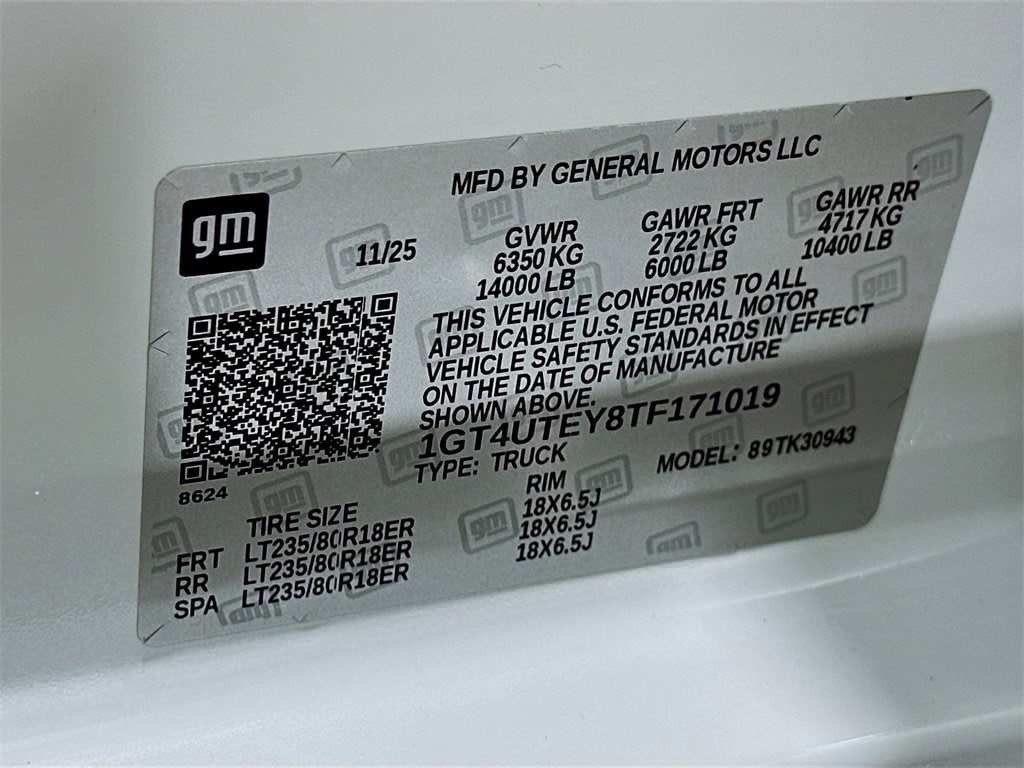 MFD BY GENERAL MOTORS LLC
gm
11/25
GVWR
6350 KG
14000 LB
GAWR FRT
2722 KG
6000 LB
GAWR RR
4717 KG
10400 LB
THIS VEHICLE CONFORMS TO ALL
APPLICABLE U.S. FEDERAL MOTOR
VEHICLE SAFETY STANDARDS IN EFFECT
ON THE DATE OF MANUFACTURE
SHOWN ABOVE.
1GT4UTEY8TF171019
TYPE: TRUCK
MODEL: 89TK30943
8624
TIRE SIZE RIM
FRT LT235/80R18ER 18X6.5J
RR LT235/80R18ER 18X6.5J
SPA LT235/80R18ER 18X6.5J